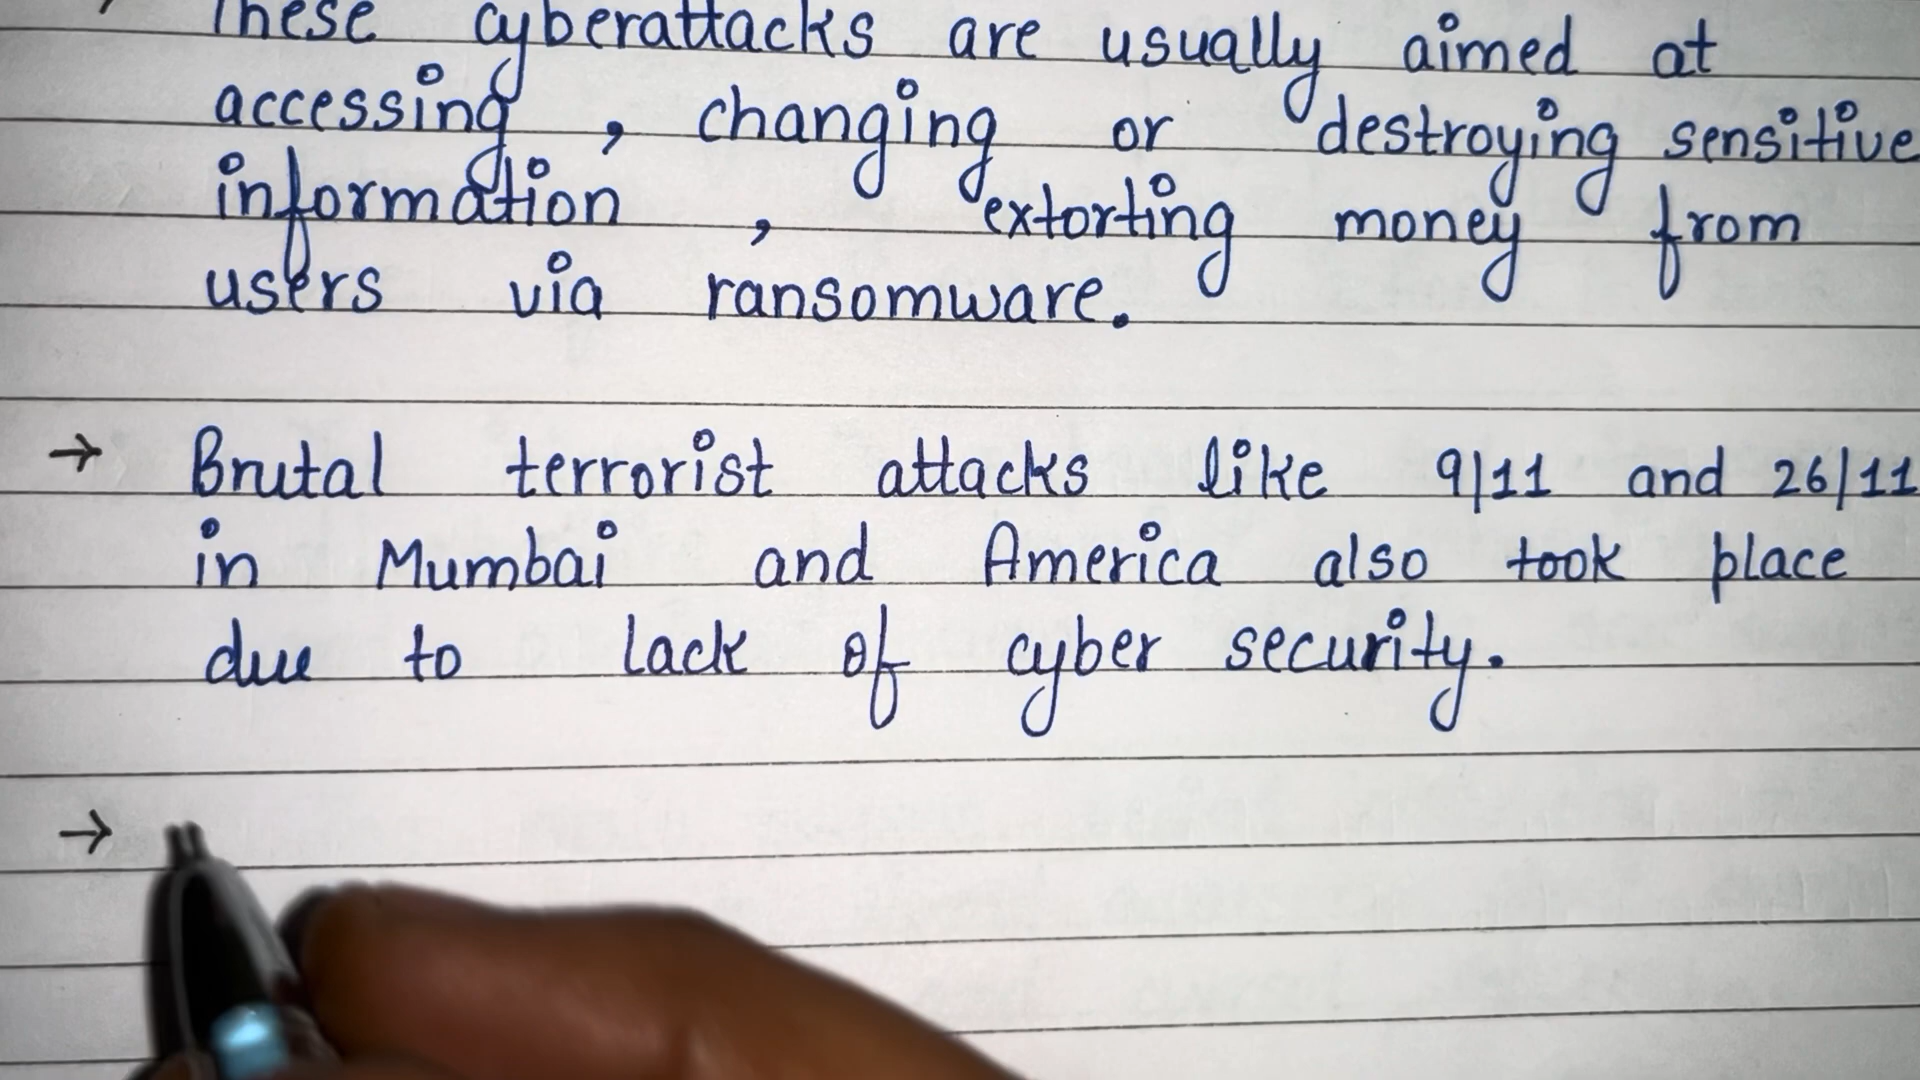 These cyberattacks are usually aimed at
accessing , changing or destroying sensitive
information , extorting money from
users via ransomware.
→ Brutal terrorist attacks like 9/11 and 26/11
in Mumbai and America also took place
due to lack of cyber security.
→